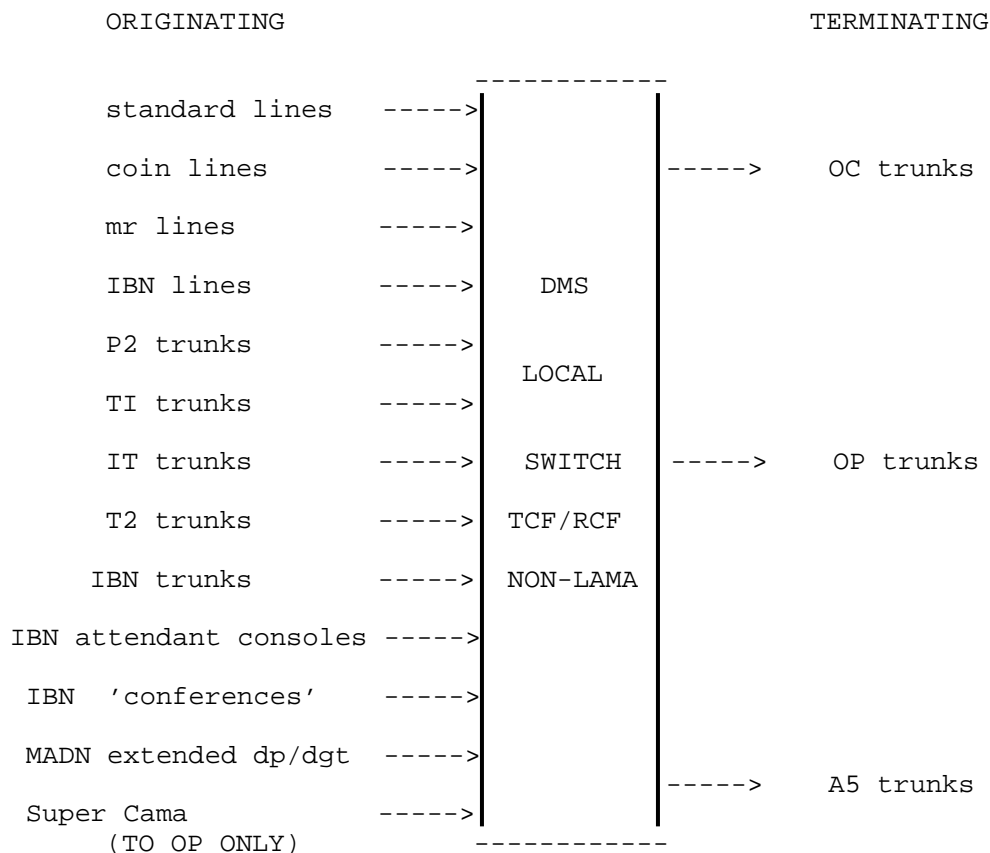 ORIGINATING TERMINATING
------------
standard lines ----->
coin lines -----> -----> OC trunks
mr lines ----->
IBN lines -----> DMS
P2 trunks ----->
LOCAL
TI trunks ----->
IT trunks -----> SWITCH -----> OP trunks
T2 trunks -----> TCF/RCF
IBN trunks -----> NON-LAMA
IBN attendant consoles ----->
IBN 'conferences' ----->
MADN extended dp/dgt ----->
-----> A5 trunks
Super Cama ----->
(TO OP ONLY) ------------